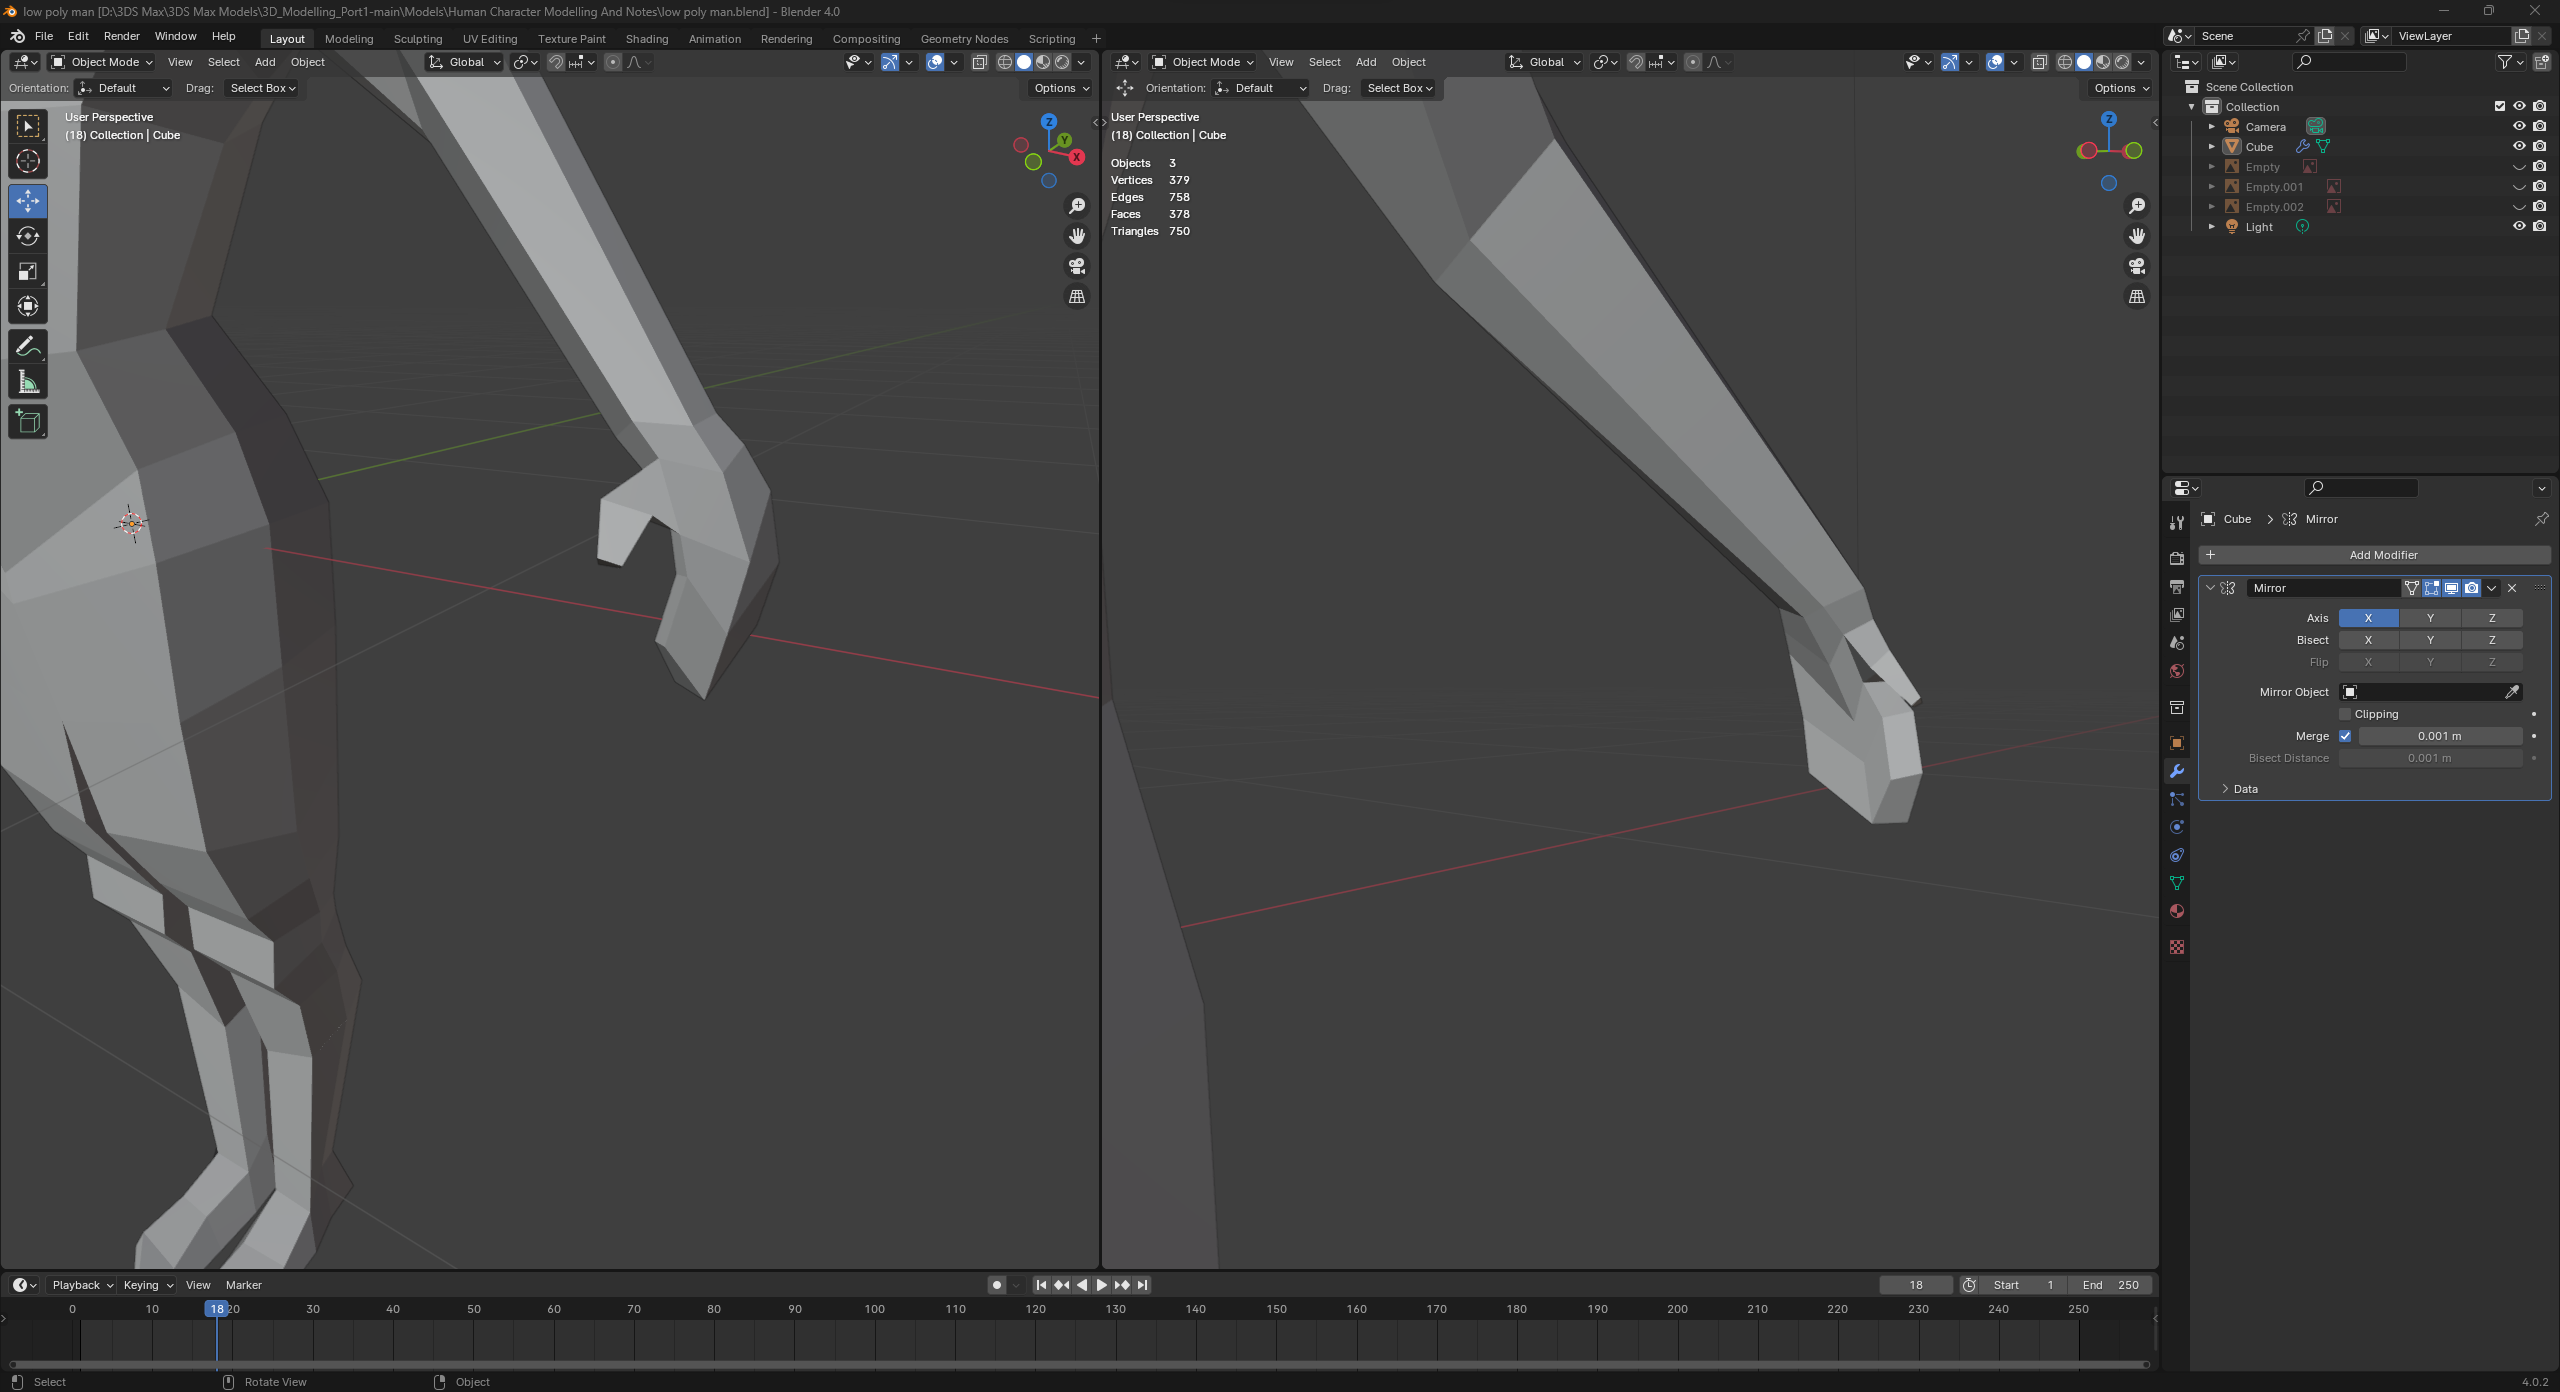 low poly man [D:\3DS Max\3DS Max Models\3D_Modelling_Port1-main\Models\Human Character Modelling And Notes\low poly man.blend] - Blender 4.0
File Edit Render Window Help Layout Modeling Sculpting UV Editing Texture Paint Shading Animation Rendering Compositing Geometry Nodes Scripting + Scene ViewLayer
Object Mode View Select Add Object Global Object Mode View Select Add Object Global
Orientation: Default Drag: Select Box Options Orientation: Default Drag: Select Box Options
User Perspective
(18) Collection | Cube
Z
Y
X
User Perspective
(18) Collection | Cube
Objects 3
Vertices 379
Edges 758
Faces 378
Triangles 750
Z
Scene Collection
Collection
Camera
Cube
Empty
Empty.001
Empty.002
Light
Cube > Mirror
+ Add Modifier
Mirror
Axis X Y Z
Bisect X Y Z
Flip X Y Z
Mirror Object
Clipping
Merge 0.001 m
Bisect Distance 0.001 m
Data
Playback Keying View Marker 18 Start 1 End 250
0 10 18 20 30 40 50 60 70 80 90 100 110 120 130 140 150 160 170 180 190 200 210 220 230 240 250
Select Rotate View Object 4.0.2